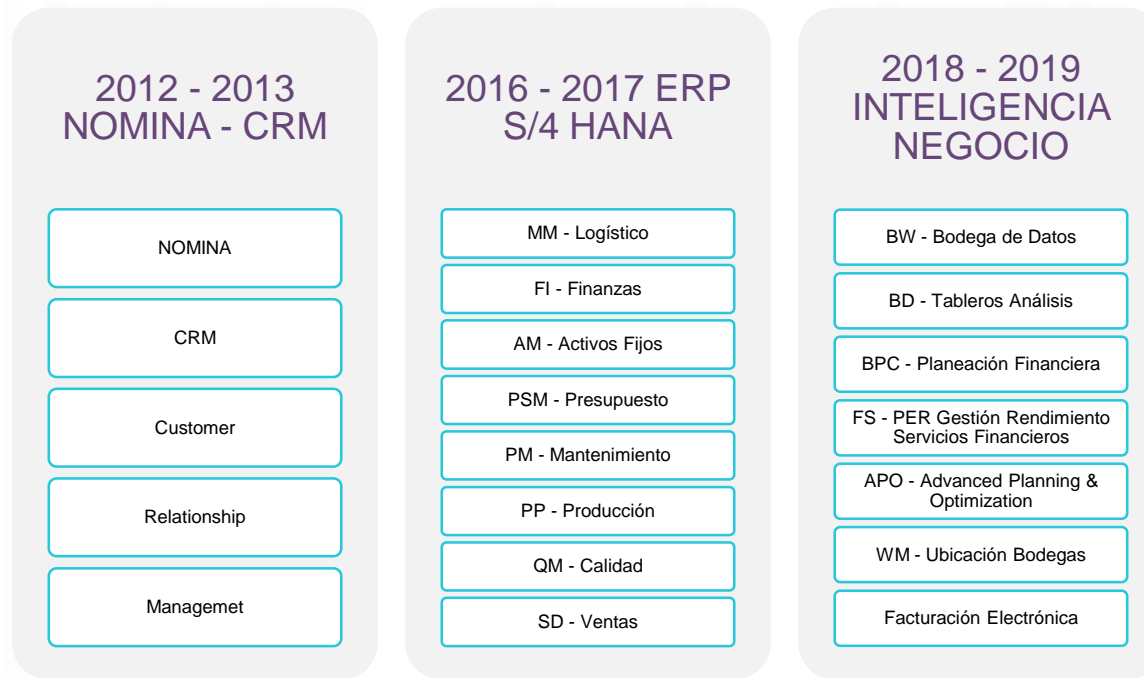 2012 - 2013
NOMINA - CRM
NOMINA
CRM
Customer
Relationship
Managemet
2016 - 2017 ERP
S/4 HANA
MM - Logístico
FI - Finanzas
AM - Activos Fijos
PSM - Presupuesto
PM - Mantenimiento
PP - Producción
QM - Calidad
SD - Ventas
2018 - 2019
INTELIGENCIA
NEGOCIO
BW - Bodega de Datos
BD - Tableros Análisis
BPC - Planeación Financiera
FS - PER Gestión Rendimiento
Servicios Financieros
APO - Advanced Planning &
Optimization
WM - Ubicación Bodegas
Facturación Electrónica